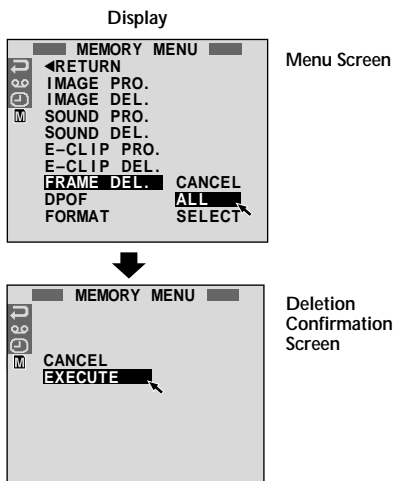 Display
MEMORY MENU
Menu Screen
◀RETURN
IMAGE PRO.
IMAGE DEL.
M SOUND PRO.
SOUND DEL.
E–CLIP PRO.
E–CLIP DEL.
FRAME DEL. CANCEL
DPOF ALL
FORMAT SELECT
MEMORY MENU
Deletion
Confirmation
Screen
M CANCEL
EXECUTE